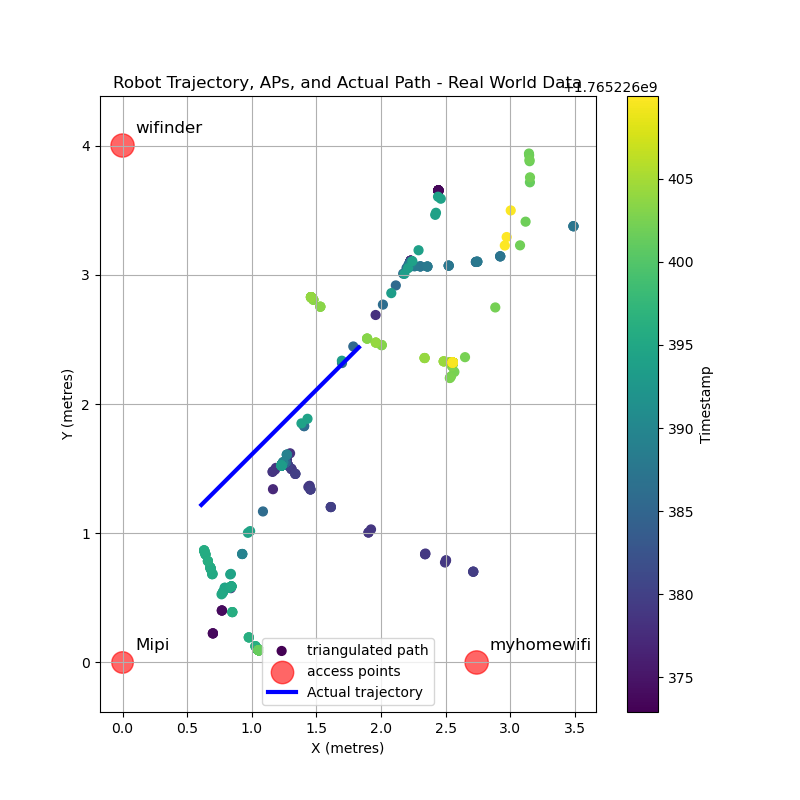 Robot Trajectory, APs, and Actual Path - Real World Data
+1.765226e9
wifinder
Mipi
myhomewifi
triangulated path
access points
Actual trajectory
4
3
2
1
0
0.0 0.5 1.0 1.5 2.0 2.5 3.0 3.5
X (metres)
Y (metres)
405
400
395
390
385
380
375
Timestamp